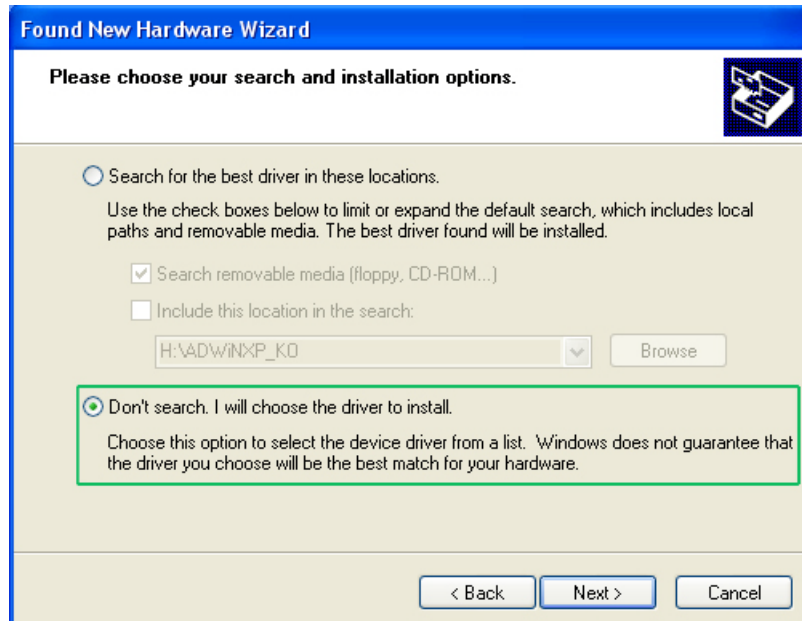 Found New Hardware Wizard
Please choose your search and installation options.
Search for the best driver in these locations.
Use the check boxes below to limit or expand the default search, which includes local
paths and removable media. The best driver found will be installed.
Search removable media (floppy, CD-ROM...)
Include this location in the search:
H:\ADWiNXP_KO
Browse
Don't search. I will choose the driver to install.
Choose this option to select the device driver from a list. Windows does not guarantee that
the driver you choose will be the best match for your hardware.
< Back
Next >
Cancel